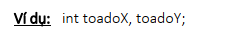 Ví dụ: int toadoX, toadoY;